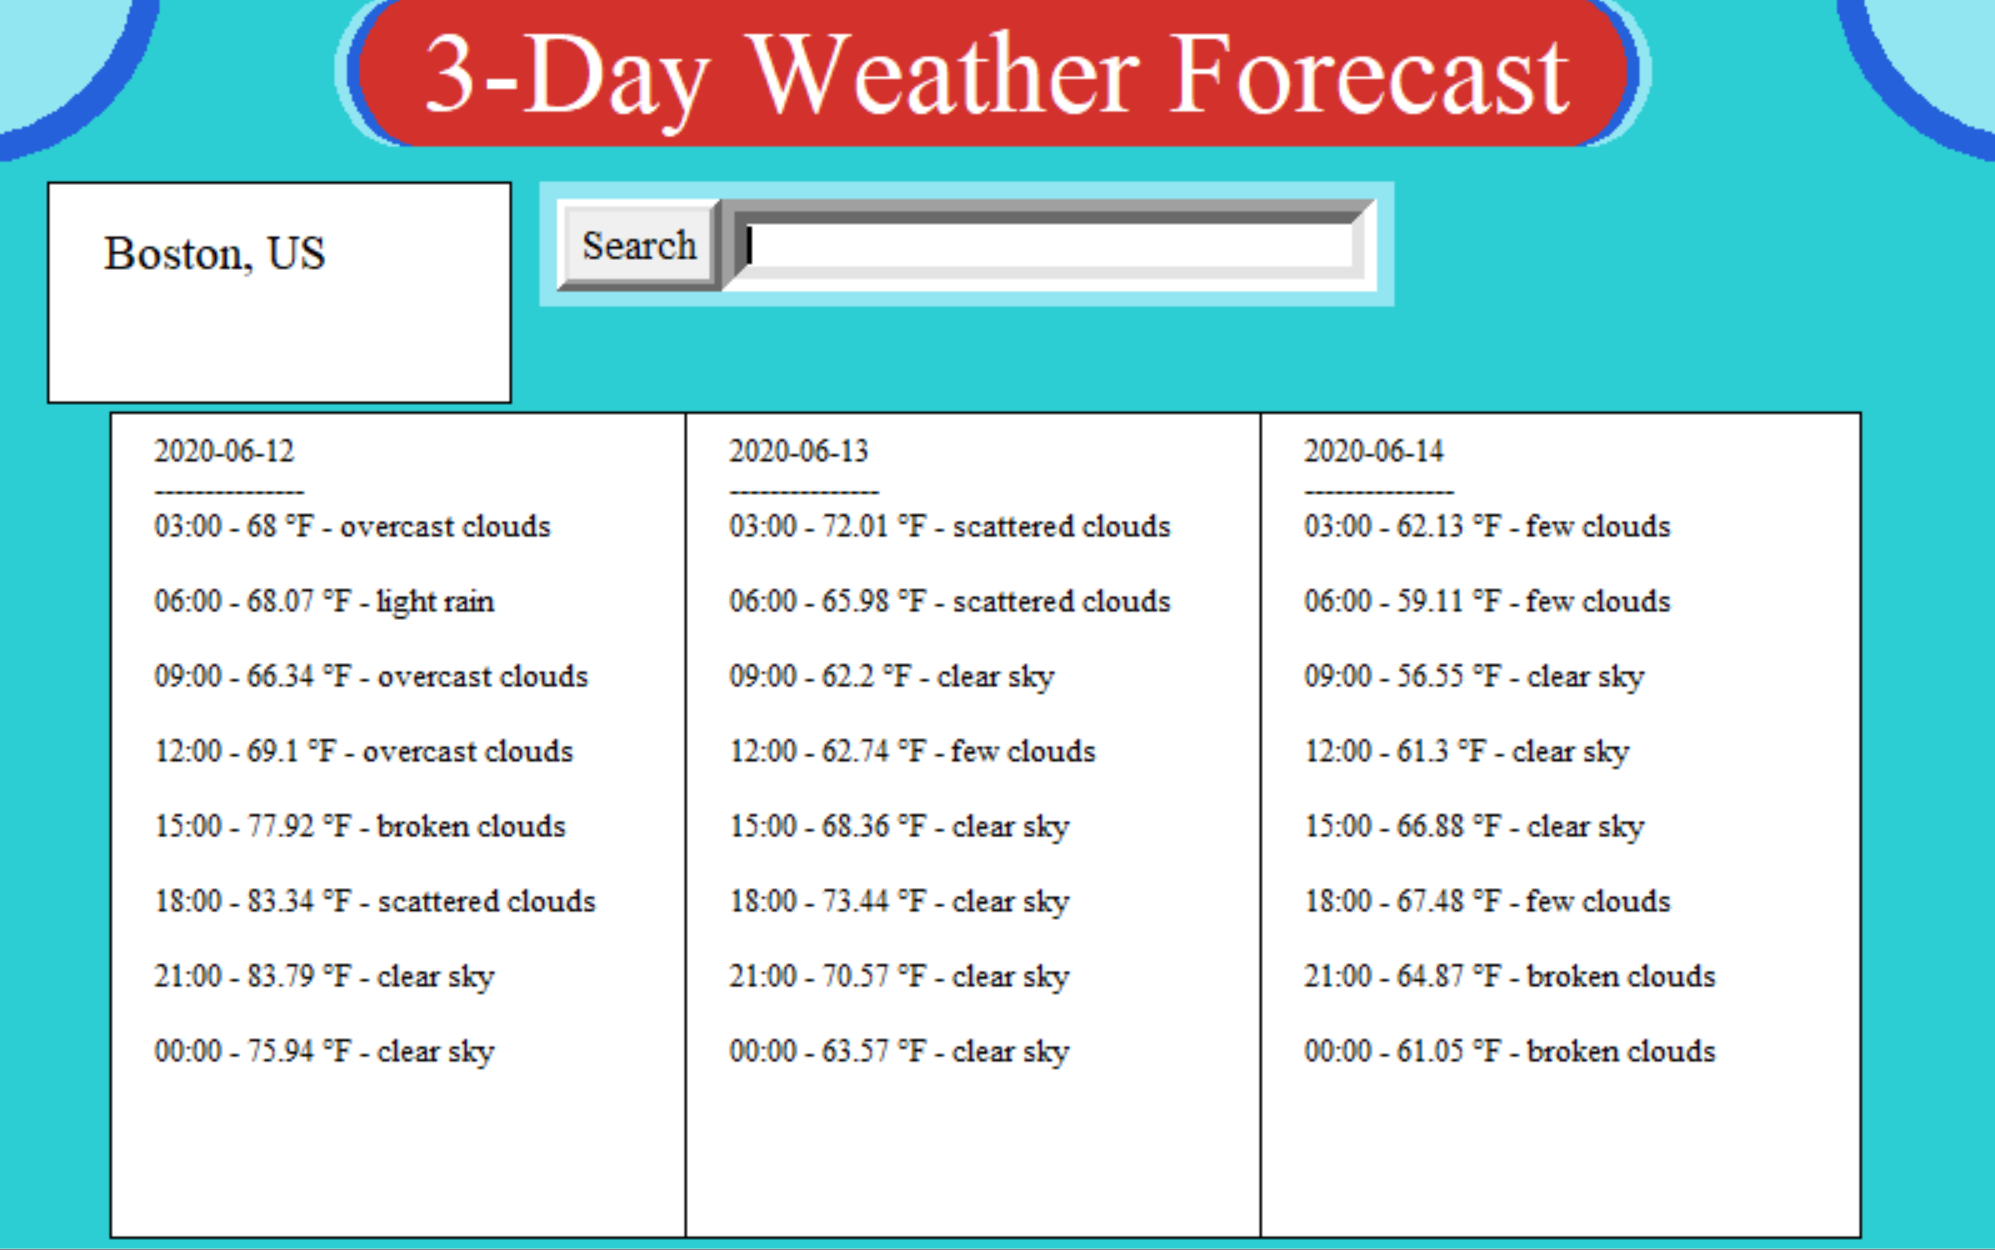 3-Day Weather Forecast
Boston, US
Search
2020-06-12
---------------
03:00 - 68 °F - overcast clouds
06:00 - 68.07 °F - light rain
09:00 - 66.34 °F - overcast clouds
12:00 - 69.1 °F - overcast clouds
15:00 - 77.92 °F - broken clouds
18:00 - 83.34 °F - scattered clouds
21:00 - 83.79 °F - clear sky
00:00 - 75.94 °F - clear sky
2020-06-13
---------------
03:00 - 72.01 °F - scattered clouds
06:00 - 65.98 °F - scattered clouds
09:00 - 62.2 °F - clear sky
12:00 - 62.74 °F - few clouds
15:00 - 68.36 °F - clear sky
18:00 - 73.44 °F - clear sky
21:00 - 70.57 °F - clear sky
00:00 - 63.57 °F - clear sky
2020-06-14
---------------
03:00 - 62.13 °F - few clouds
06:00 - 59.11 °F - few clouds
09:00 - 56.55 °F - clear sky
12:00 - 61.3 °F - clear sky
15:00 - 66.88 °F - clear sky
18:00 - 67.48 °F - few clouds
21:00 - 64.87 °F - broken clouds
00:00 - 61.05 °F - broken clouds